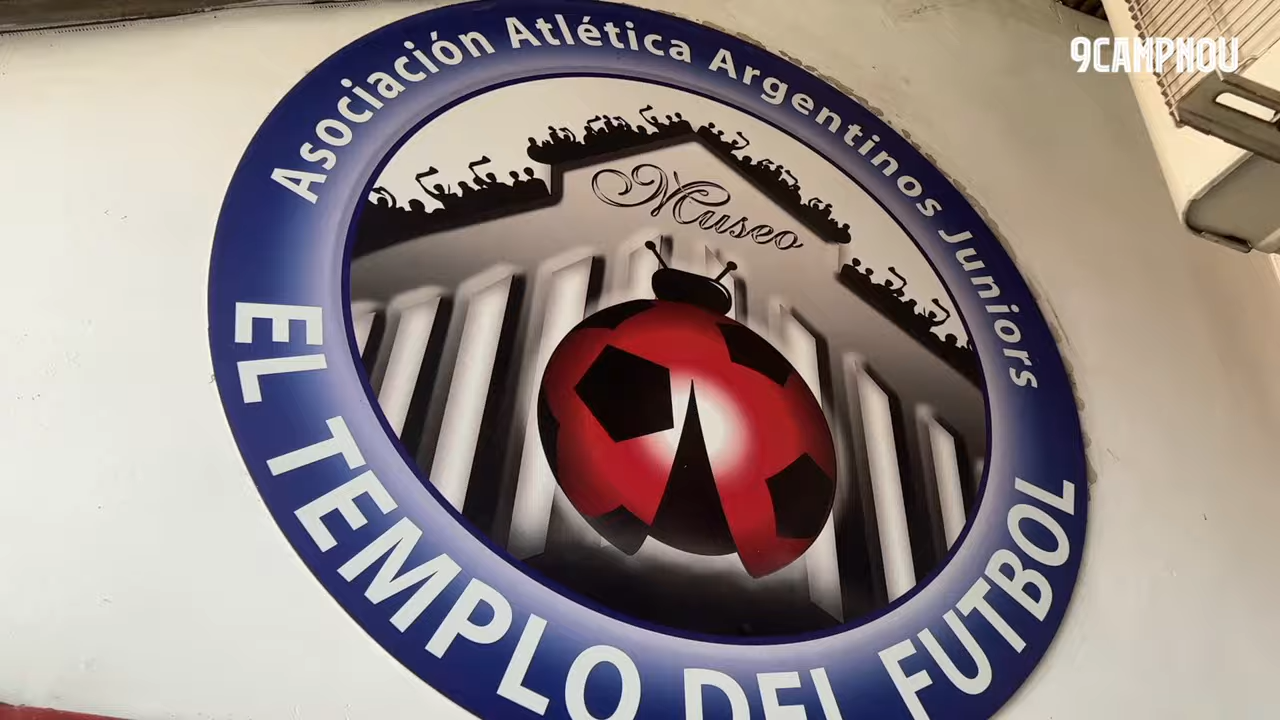 9CAMPNOU
Asociación Atlética Argentinos Juniors
Museo
EL TEMPLO DEL FUTBOL